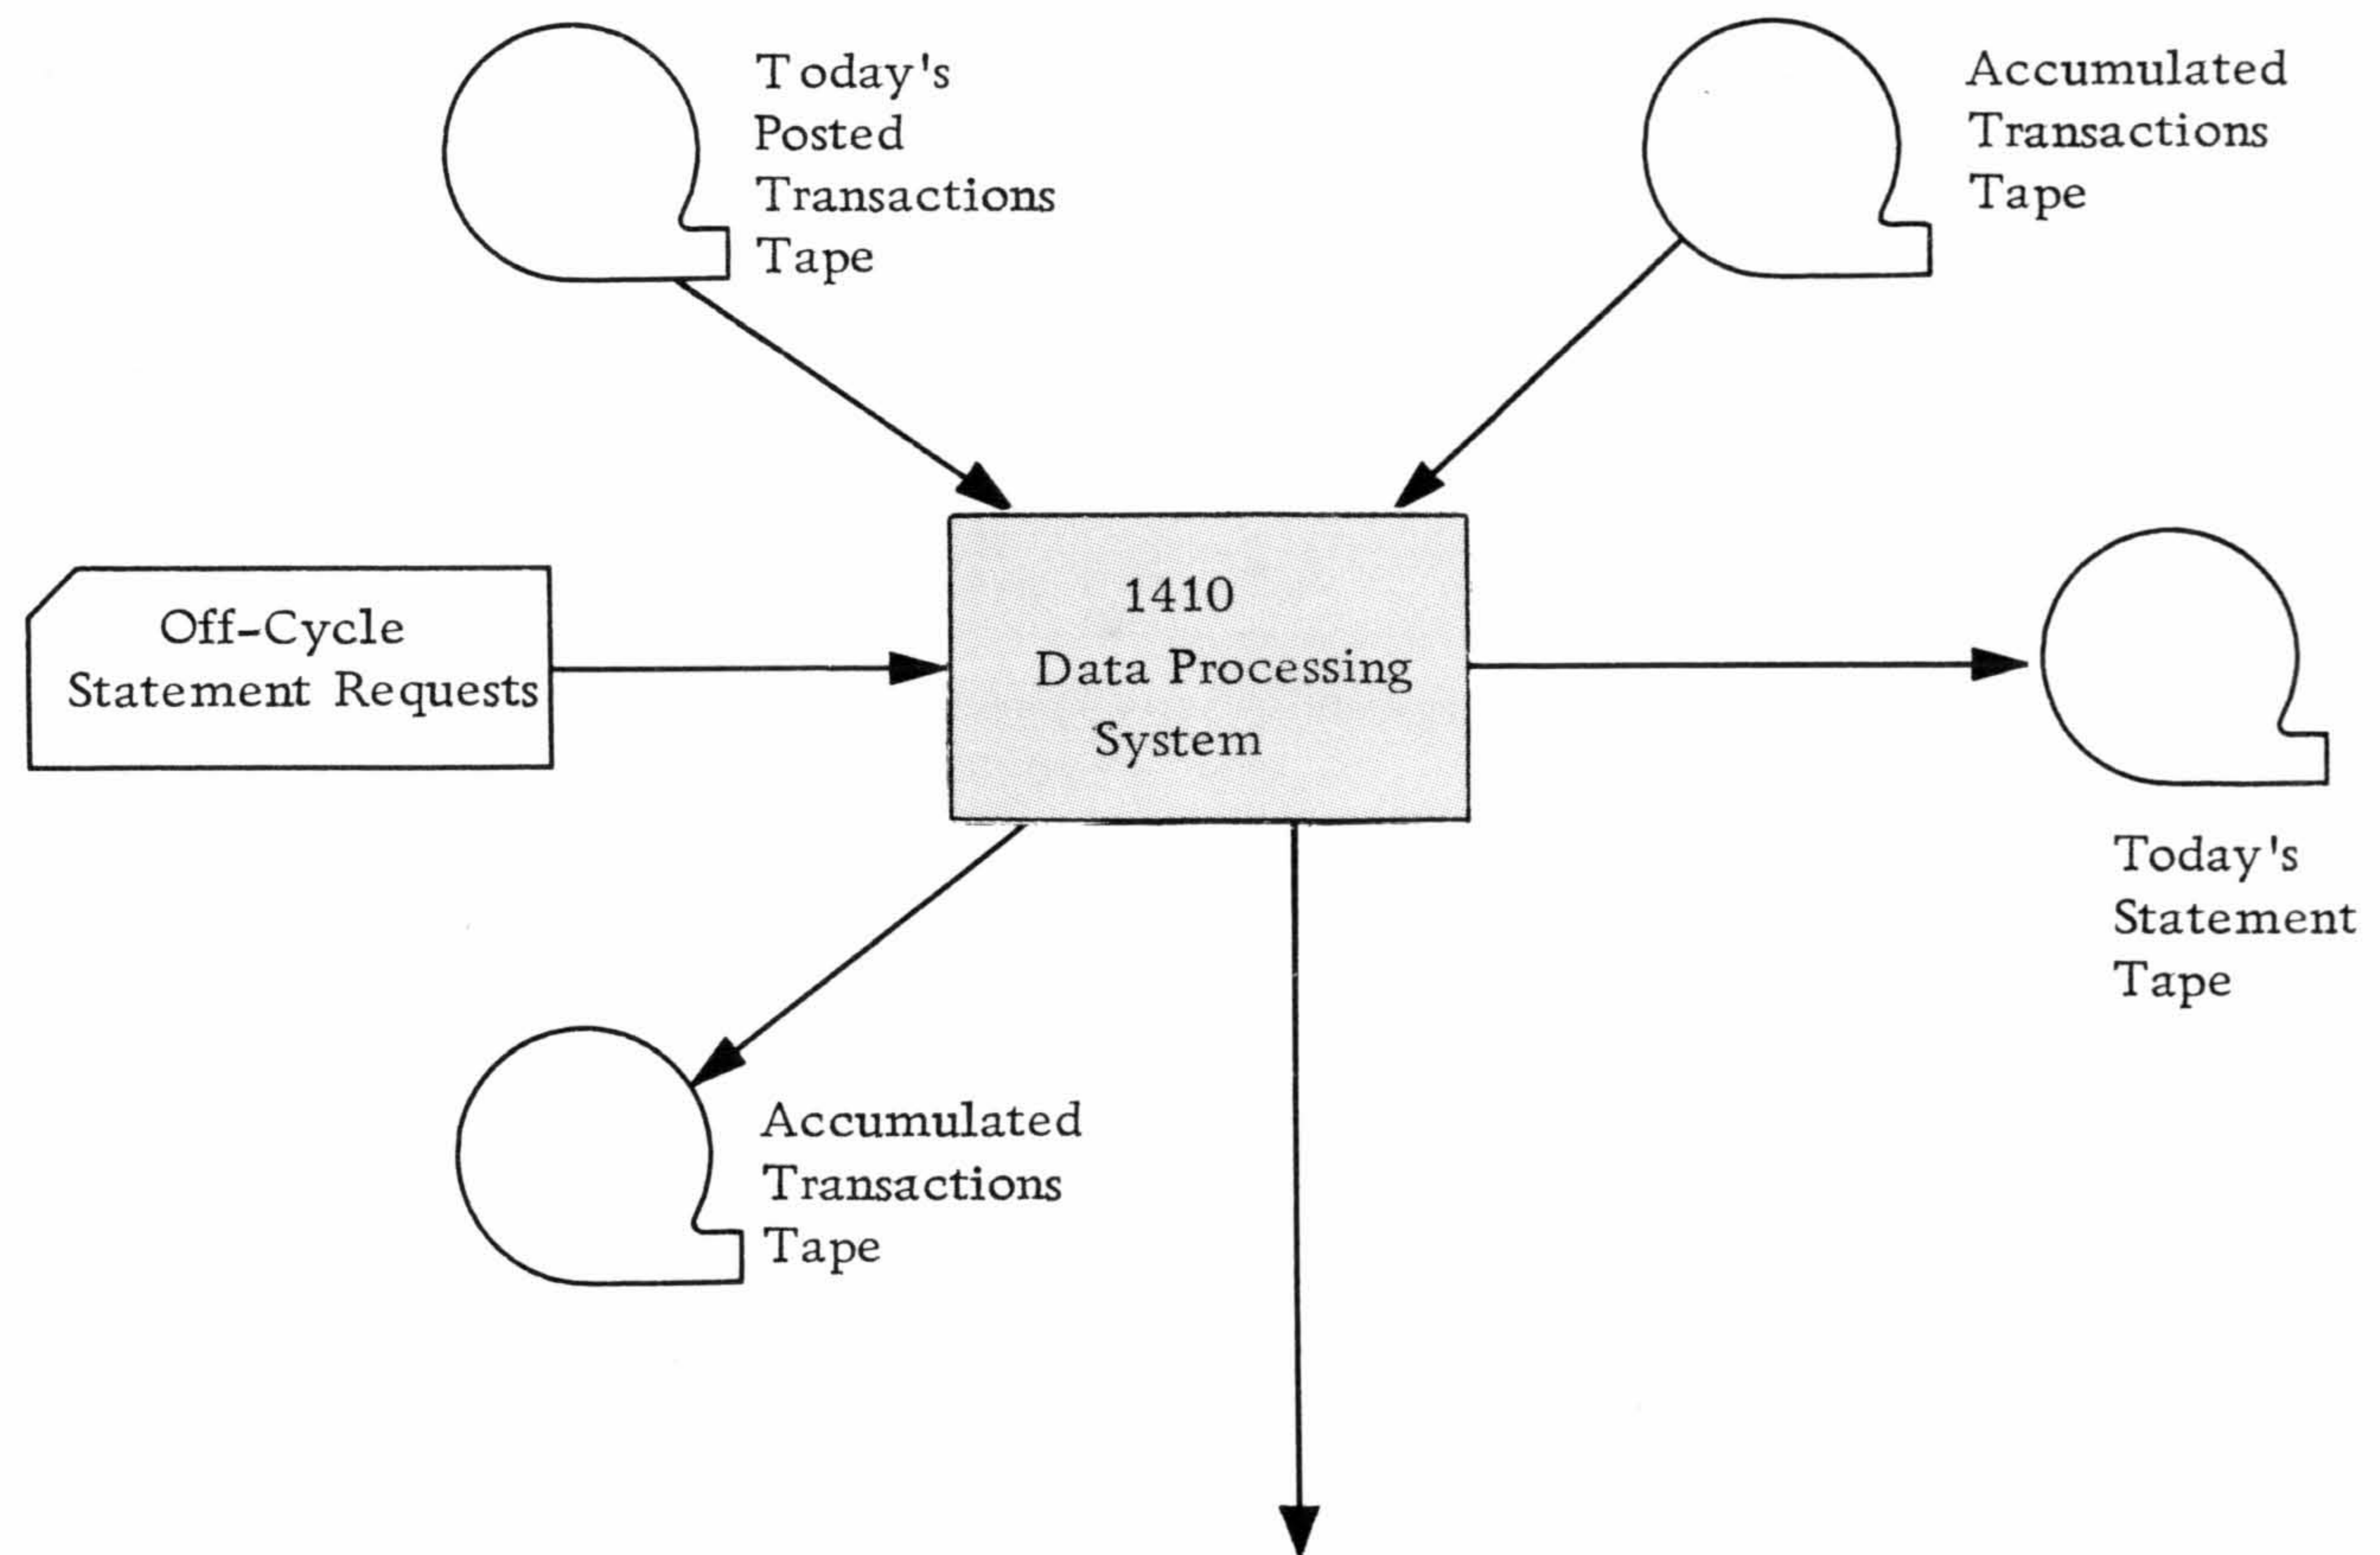 Today's
Posted
Transactions
Tape
Accumulated
Transactions
Tape
Off-Cycle
Statement Requests
1410
Data Processing
System
Today's
Statement
Tape
Accumulated
Transactions
Tape